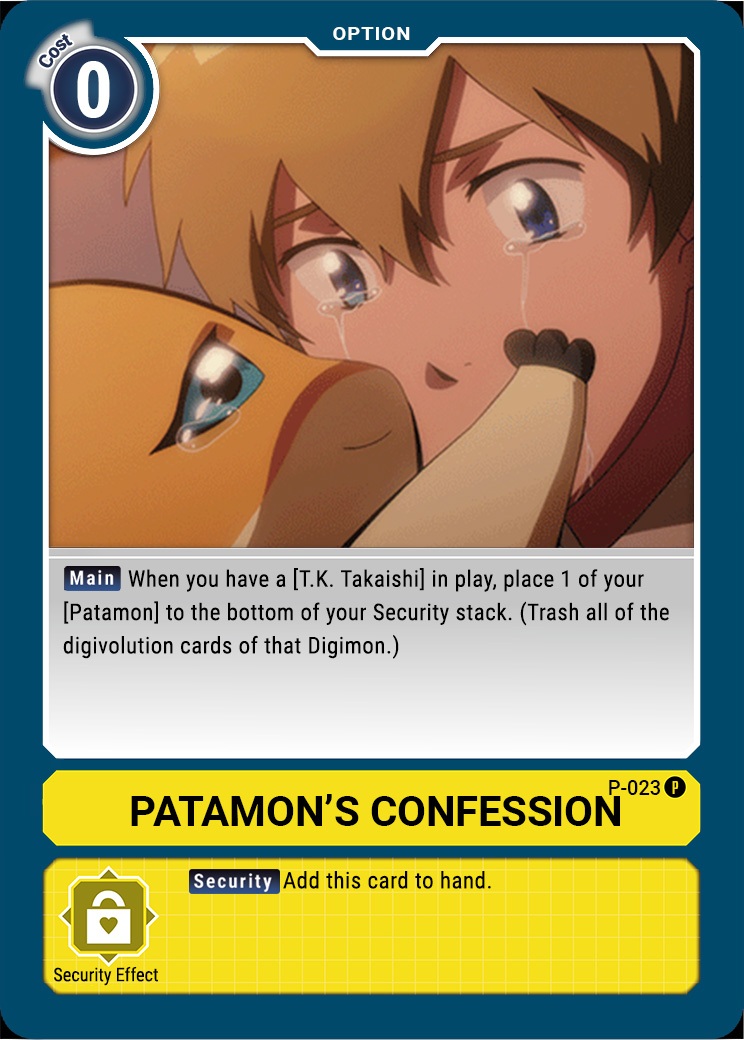 OPTION
Cost
0
Main When you have a [T.K. Takaishi] in play, place 1 of your
[Patamon] to the bottom of your Security stack. (Trash all of the
digivolution cards of that Digimon.)
P-023 P
PATAMON'S CONFESSION
Security Add this card to hand.
Security Effect